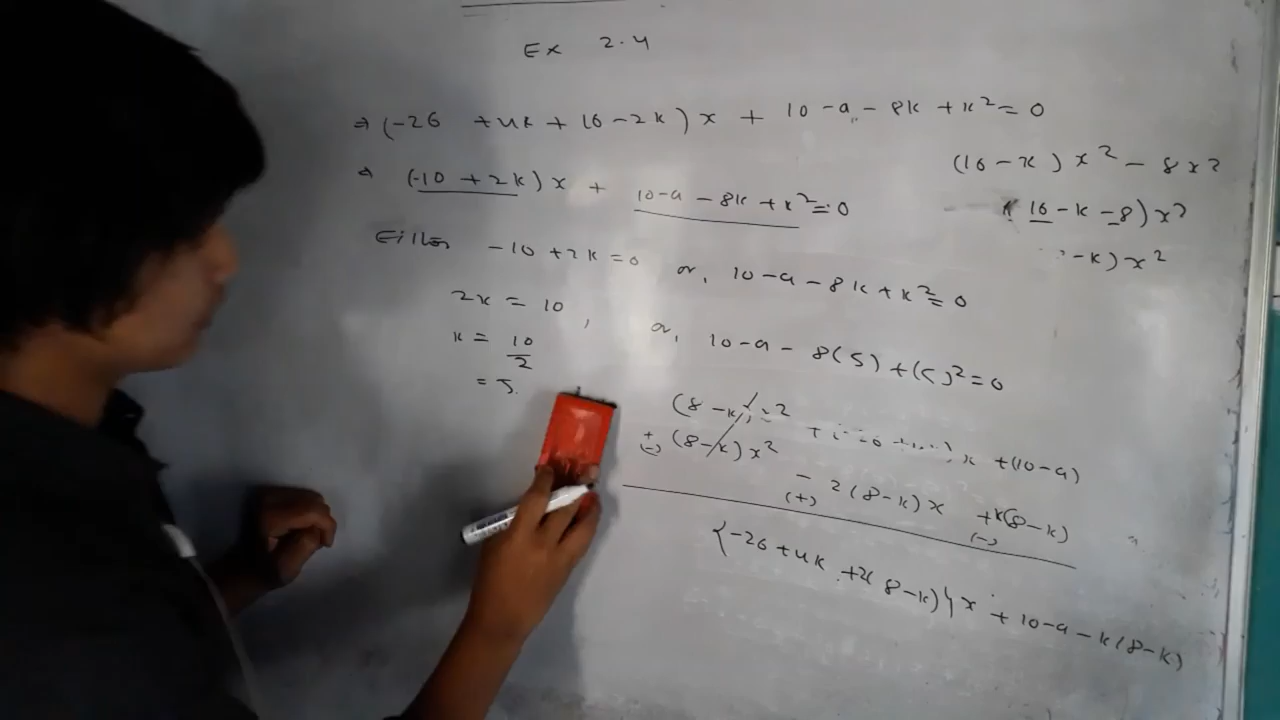 Ex 2.4
⇒ (-26 +4k + 16 - 2k) x + 10 - a - 8k + k² = 0
⇒ (-10 + 2k) x + 10-a - 8k + k² = 0
Either -10 + 2k = 0 or, 10 - a - 8k + k² = 0
2k = 10 , or, 10 - a - 8(5) + (5)² = 0
k = 10/2
= 5.
(16 - k) x² - 8x²
(16 - k - 8) x²
- k) x²
(8 - k) x² x + (10 - a)
+ (-) (8 - k) x² - (+) 2(8 - k) x + k(8 - k) (-)
{-26 + 4k + 2(8 - k)} x + 10 - a - k(8 - k)